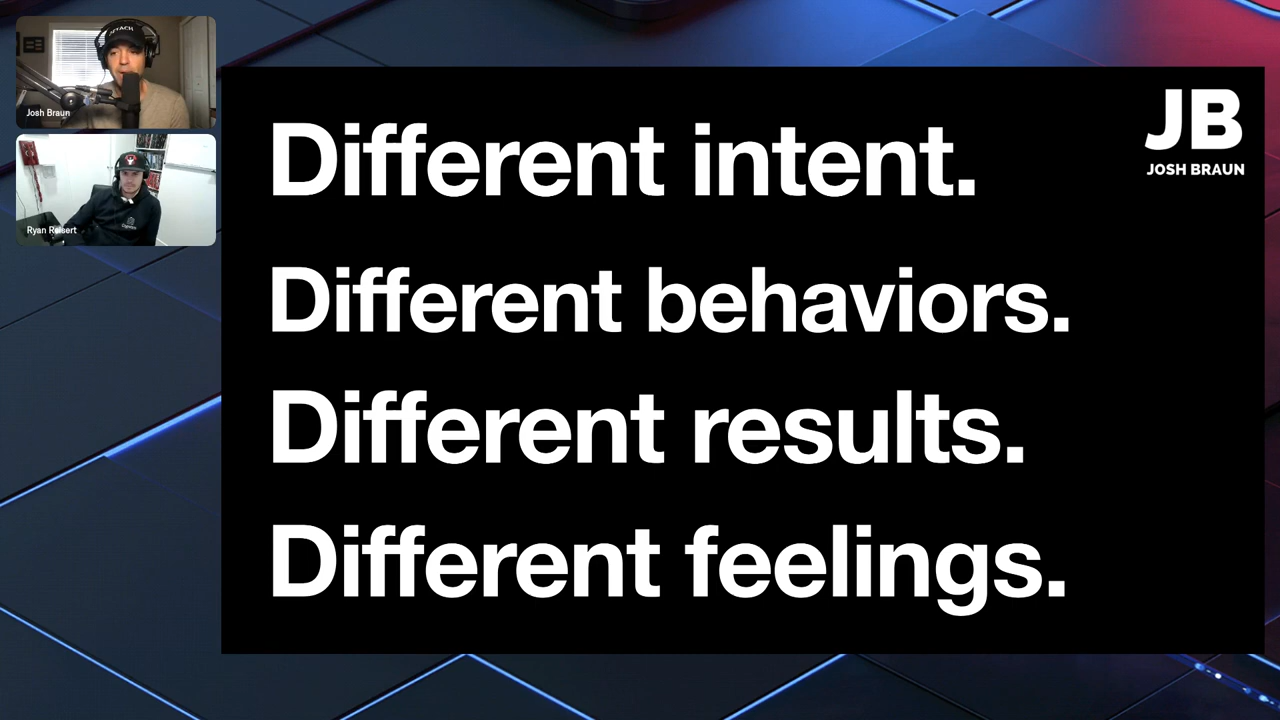 Josh Braun
Ryan Reisert
Different intent.
Different behaviors.
Different results.
Different feelings.
JB
JOSH BRAUN